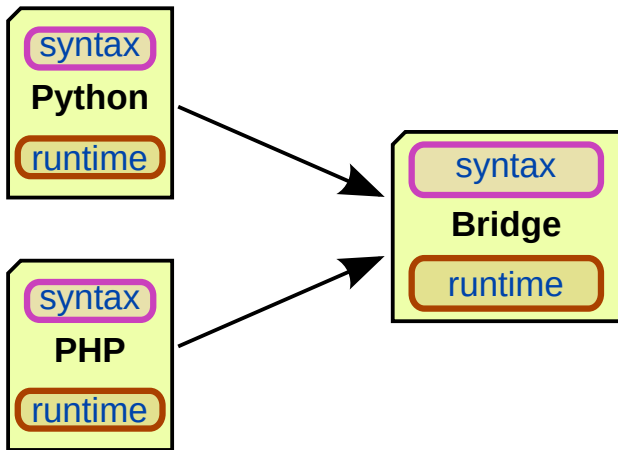 syntax
Python
runtime
syntax
PHP
runtime
syntax
Bridge
runtime